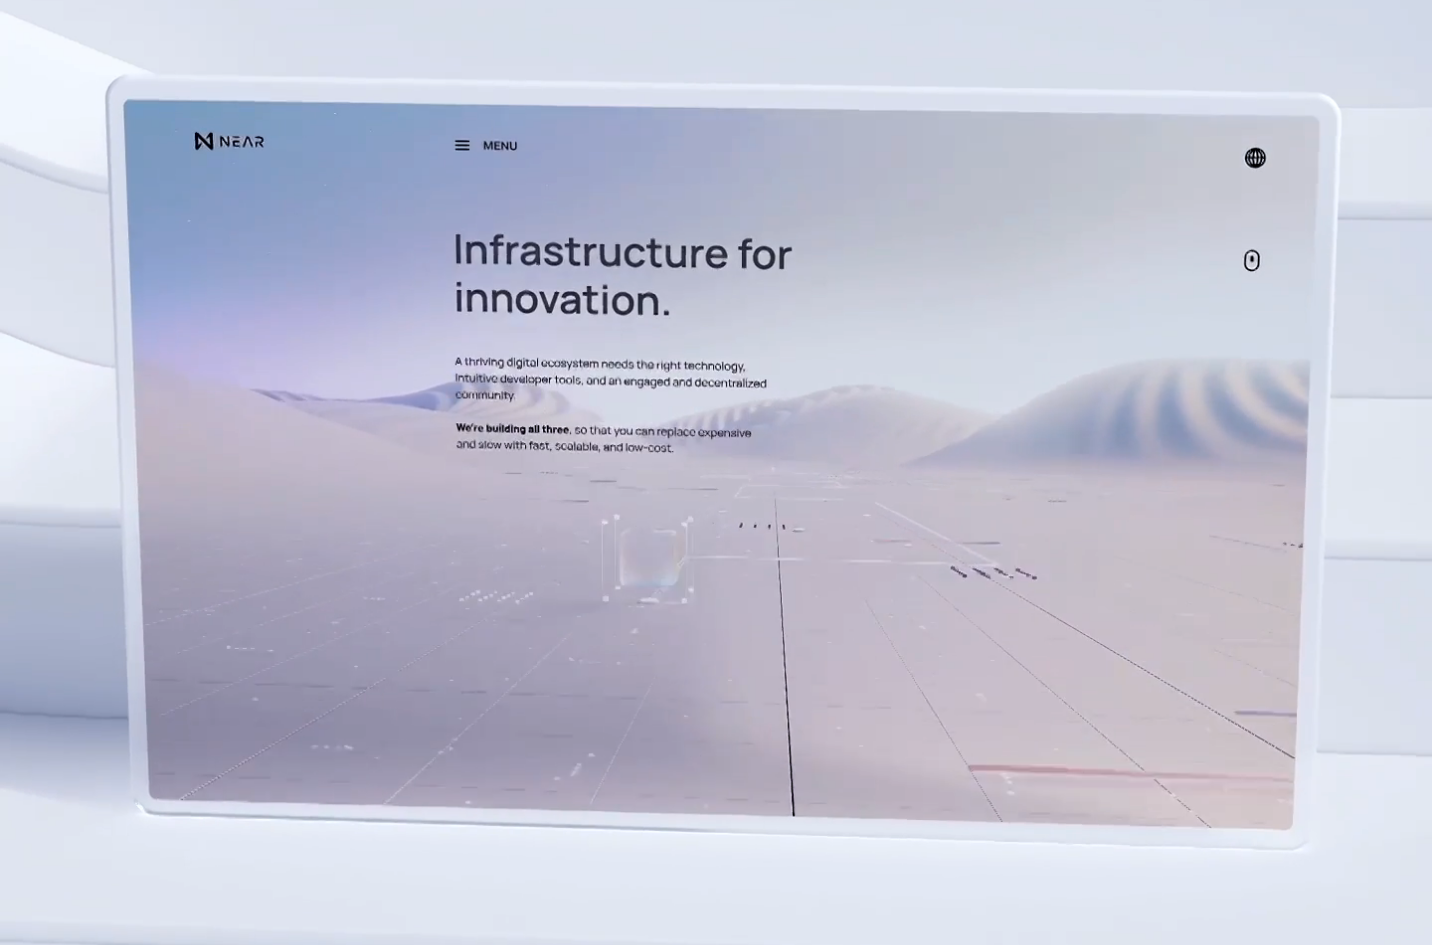 NEAR
MENU
Infrastructure for
innovation.
A thriving digital ecosystem needs the right technology,
intuitive developer tools, and an engaged and decentralized
community.
We're building all three, so that you can replace expensive
and slow with fast, scalable, and low-cost.